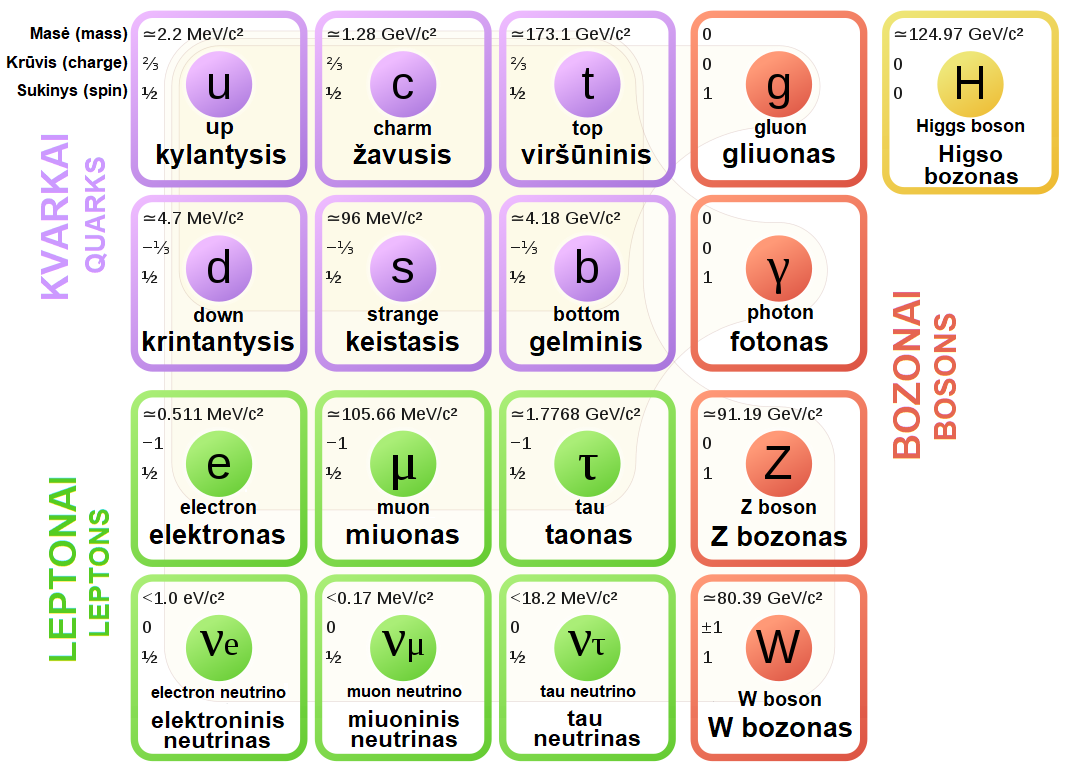 Masė (mass)
Krūvis (charge)
Sukinys (spin)
KVARKAI
QUARKS
LEPTONAI
LEPTONS
≃2.2 MeV/c²
⅔
½
u
up
kylantysis
≃1.28 GeV/c²
⅔
½
c
charm
žavusis
≃173.1 GeV/c²
⅔
½
t
top
viršūninis
0
0
1
g
gluon
gliuonas
≃124.97 GeV/c²
0
0
H
Higgs boson
Higso
bozonas
≃4.7 MeV/c²
−⅓
½
d
down
krintantysis
≃96 MeV/c²
−⅓
½
s
strange
keistasis
≃4.18 GeV/c²
−⅓
½
b
bottom
gelminis
0
0
1
γ
photon
fotonas
≃0.511 MeV/c²
−1
½
e
electron
elektronas
≃105.66 MeV/c²
−1
½
μ
muon
miuonas
≃1.7768 GeV/c²
−1
½
τ
tau
taonas
≃91.19 GeV/c²
0
1
Z
Z boson
Z bozonas
<1.0 eV/c²
0
½
νe
electron neutrino
elektroninis
neutrinas
<0.17 MeV/c²
0
½
νμ
muon neutrino
miuoninis
neutrinas
<18.2 MeV/c²
0
½
ντ
tau neutrino
tau
neutrinas
≃80.39 GeV/c²
±1
1
W
W boson
W bozonas
BOZONAI
BOSONS